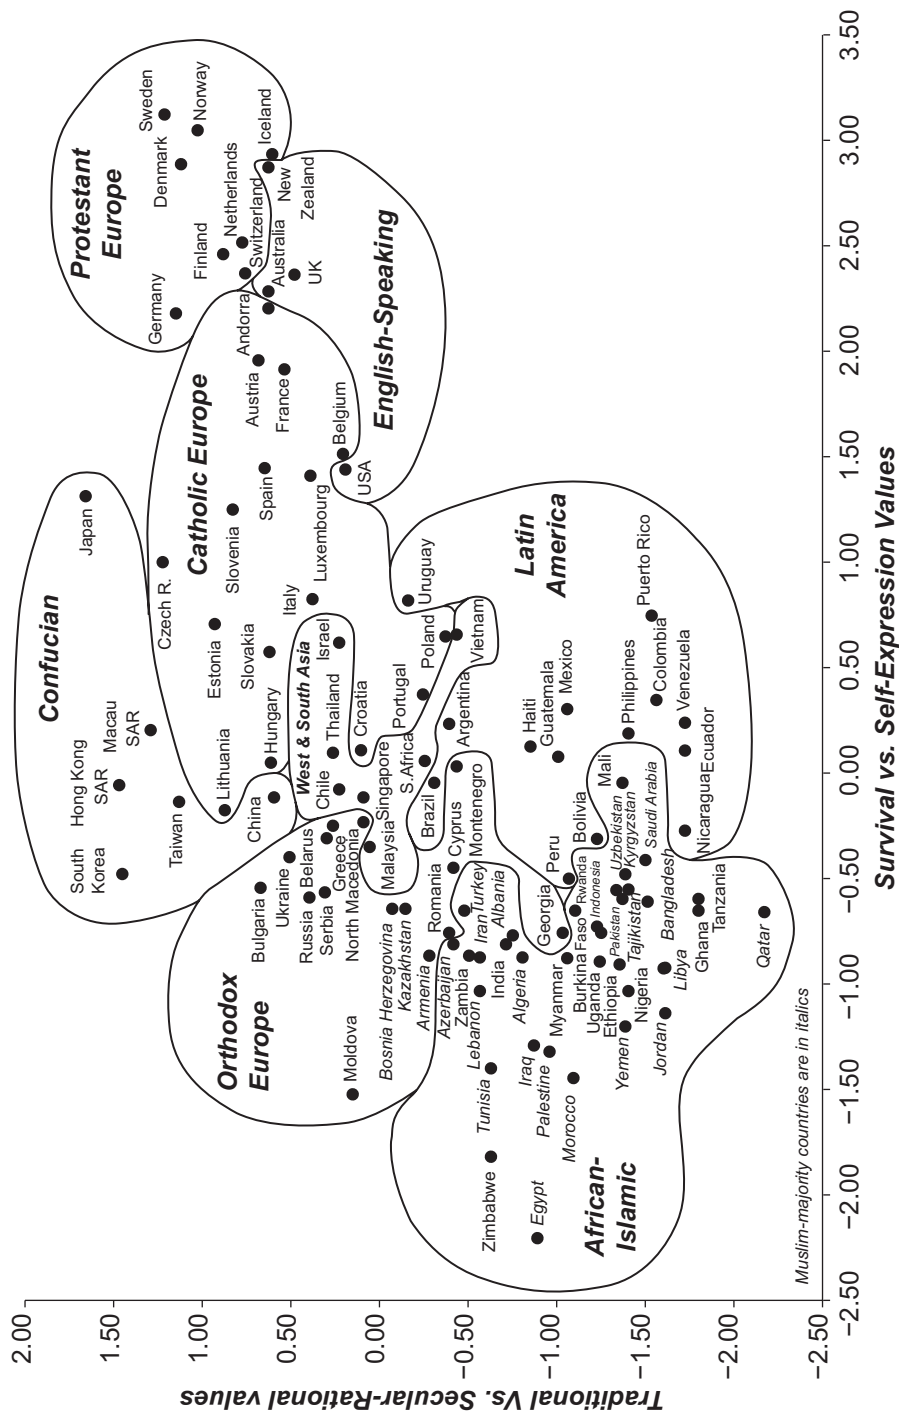 Traditional Vs. Secular-Rational values
2.00
1.50
1.00
0.50
0.00
−0.50
−1.00
−1.50
−2.00
−2.50
−2.50
−2.00
−1.50
−1.00
−0.50
0.00
0.50
1.00
1.50
2.00
2.50
3.00
3.50
Survival vs. Self-Expression Values
Confucian
South
Korea
Hong Kong
SAR
Macau
SAR
Taiwan
Japan
Protestant
Europe
Germany
Denmark
Sweden
Norway
Finland
Netherlands
Switzerland
Iceland
English-Speaking
New
Zealand
Australia
UK
USA
Catholic Europe
Czech R.
Estonia
Lithuania
Slovenia
Slovakia
Hungary
Spain
Andorra
Austria
France
Belgium
Luxembourg
Italy
Croatia
Portugal
Poland
Uruguay
Argentina
China
West & South Asia
Israel
Thailand
Chile
Singapore
Malaysia
S.Africa
Brazil
Vietnam
Cyprus
Montenegro
Orthodox
Europe
Bulgaria
Ukraine
Russia
Belarus
Serbia
Greece
North Macedonia
Moldova
Bosnia Herzegovina
Kazakhstan
Armenia
Romania
Latin
America
Haiti
Guatemala
Mexico
Puerto Rico
Philippines
Colombia
Venezuela
Ecuador
Nicaragua
Bolivia
Peru
African-
Islamic
Azerbaijan
Zambia
Turkey
Iran
Albania
Lebanon
India
Tunisia
Algeria
Zimbabwe
Egypt
Iraq
Palestine
Morocco
Georgia
Myanmar
Burkina
Faso
Rwanda
Indonesia
Uganda
Ethiopia
Pakistan
Mali
Uzbekistan
Kyrgyzstan
Saudi Arabia
Tajikistan
Nigeria
Yemen
Bangladesh
Libya
Jordan
Ghana
Tanzania
Qatar
Muslim-majority countries are in italics